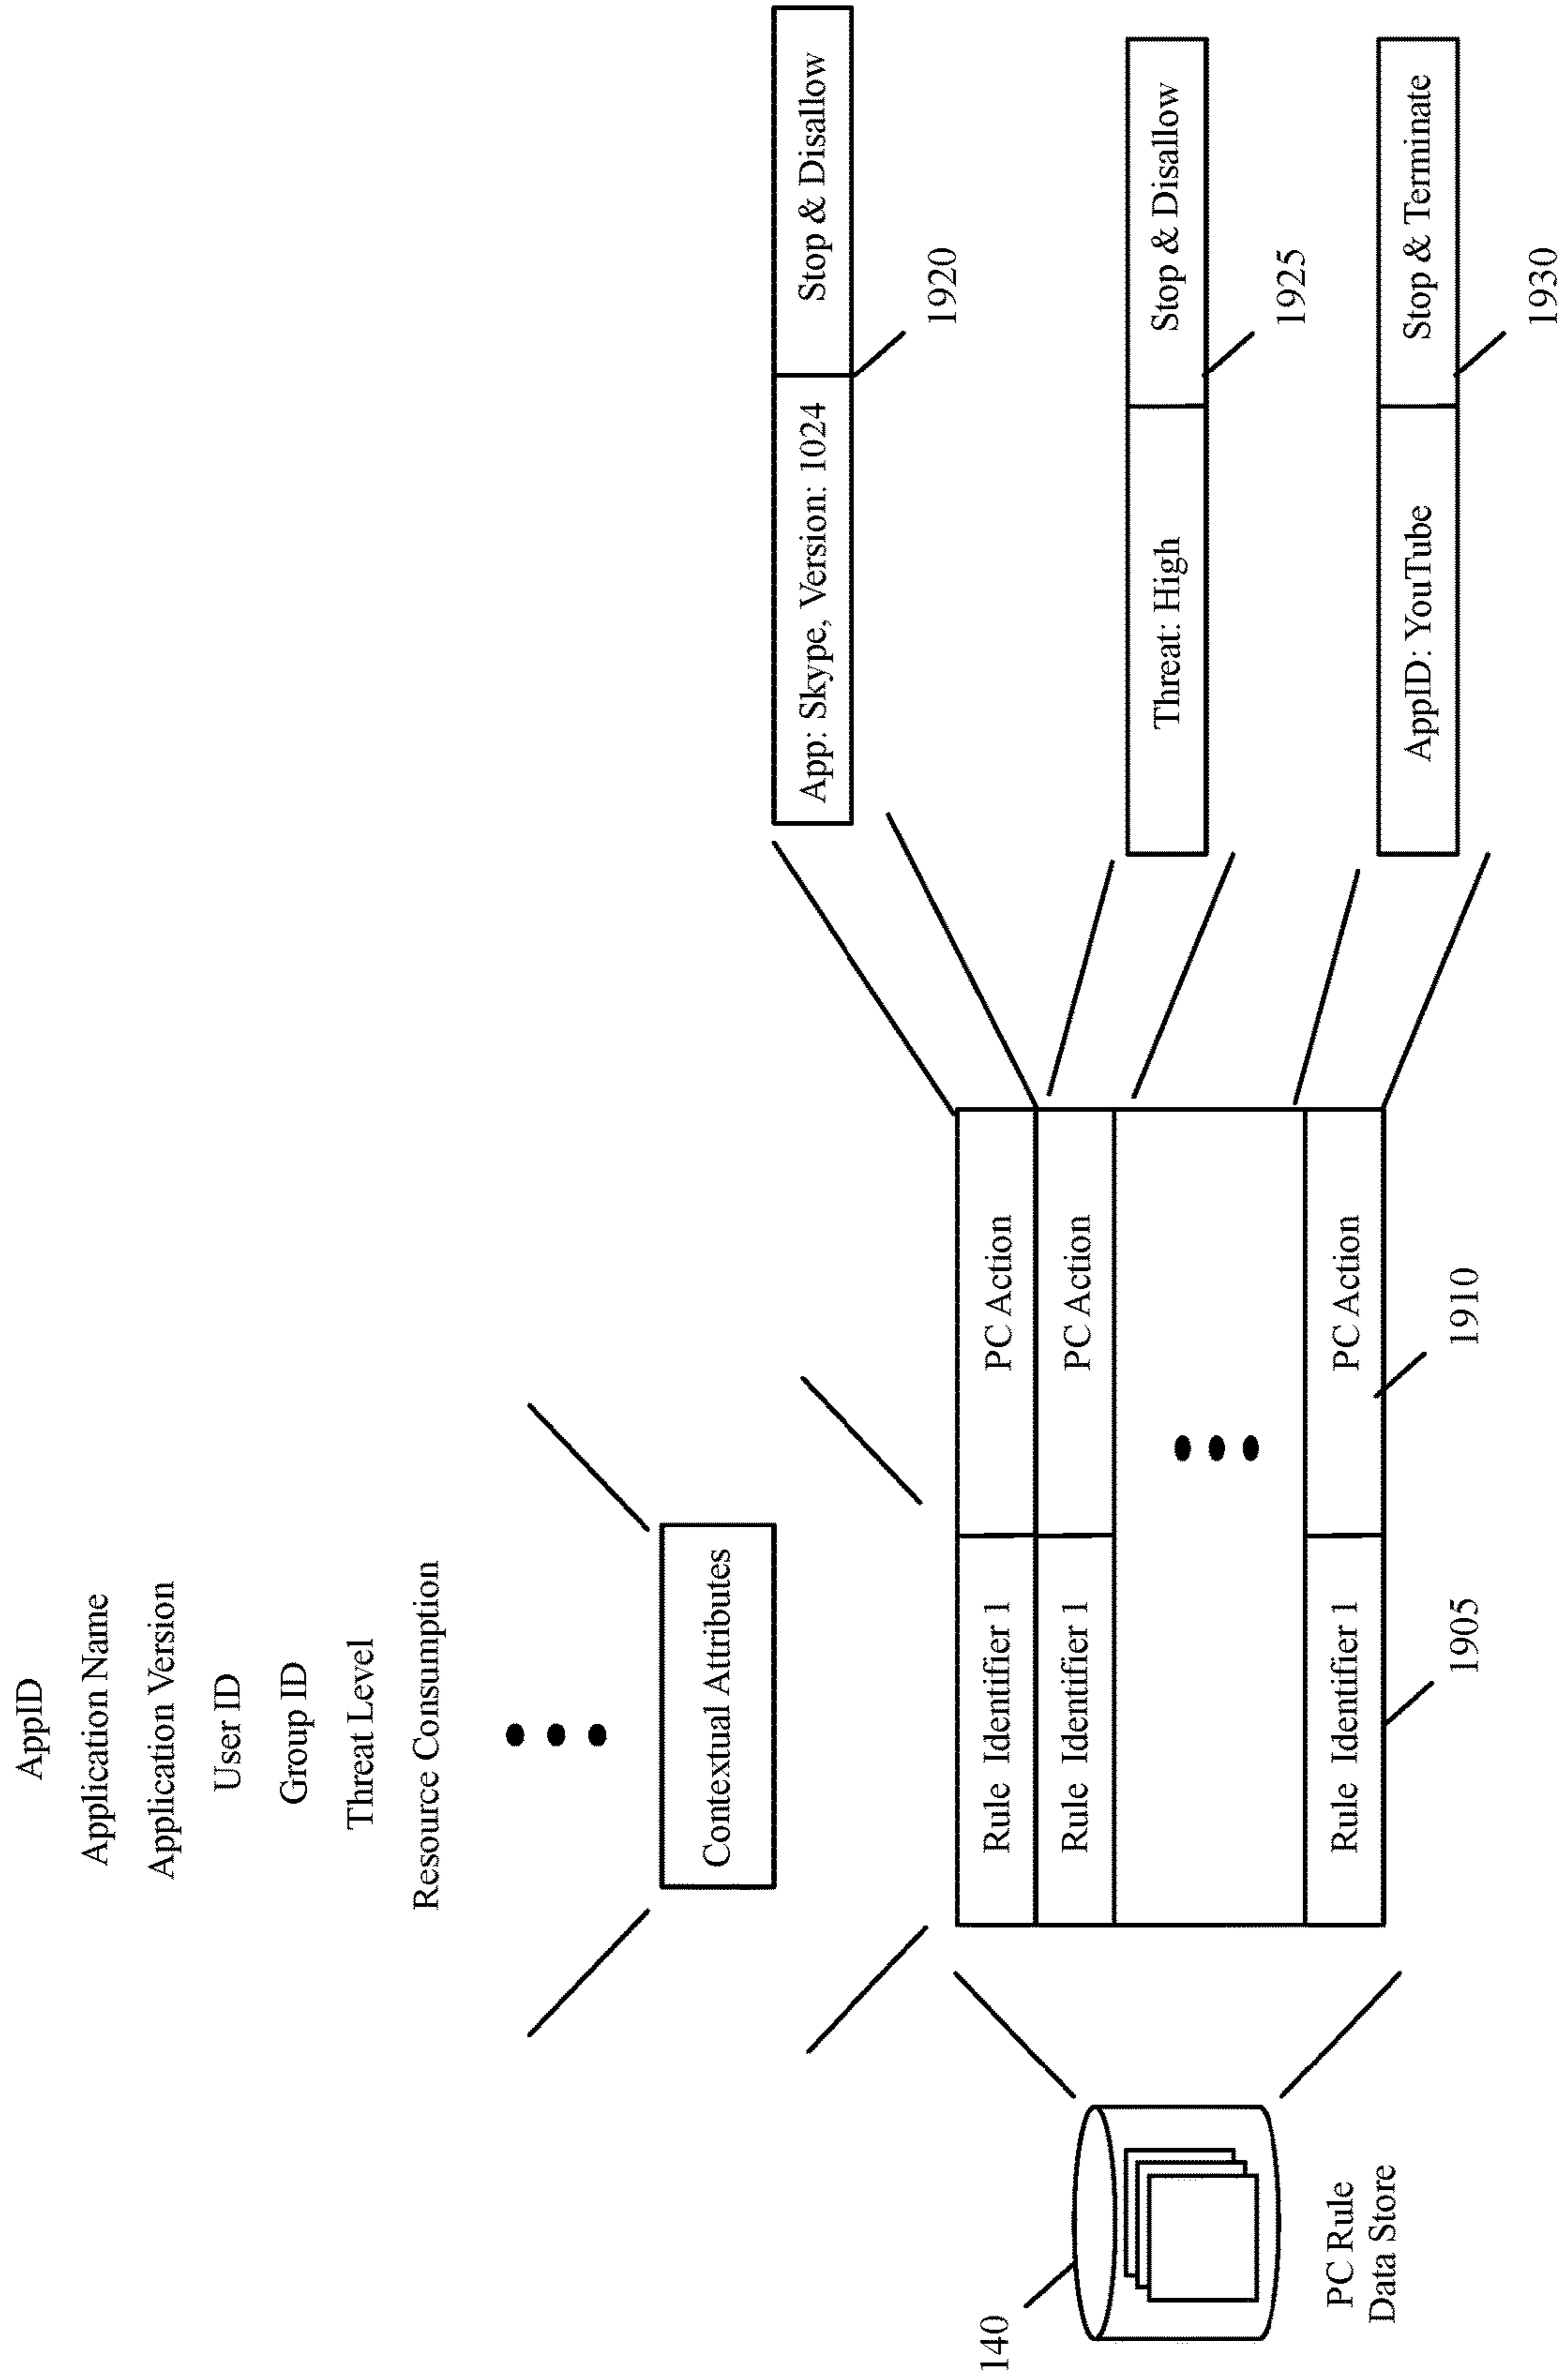 AppID
Application Name
Application Version
User ID
Group ID
Threat Level
Resource Consumption
Contextual Attributes
140
PC Rule
Data Store
Rule Identifier 1
PC Action
Rule Identifier 1
PC Action
Rule Identifier 1
PC Action
1905
1910
App: Skype, Version: 1024
Stop & Disallow
1920
Threat: High
Stop & Disallow
1925
AppID: YouTube
Stop & Terminate
1930